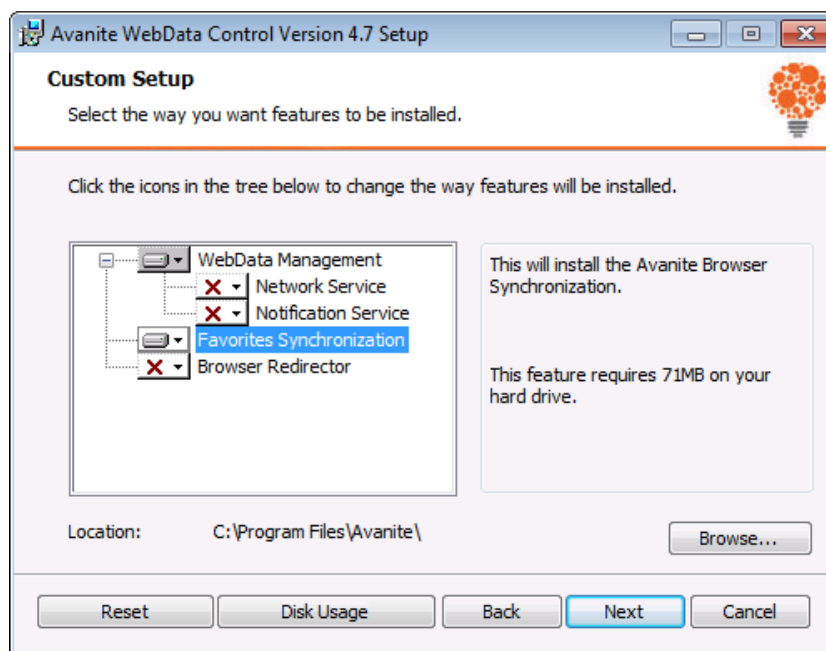 Avanite WebData Control Version 4.7 Setup
Custom Setup
Select the way you want features to be installed.
Click the icons in the tree below to change the way features will be installed.
WebData Management
Network Service
Notification Service
Favorites Synchronization
Browser Redirector
This will install the Avanite Browser
Synchronization.
This feature requires 71MB on your
hard drive.
Location: C:\Program Files\Avanite\
Browse...
Reset Disk Usage Back Next Cancel